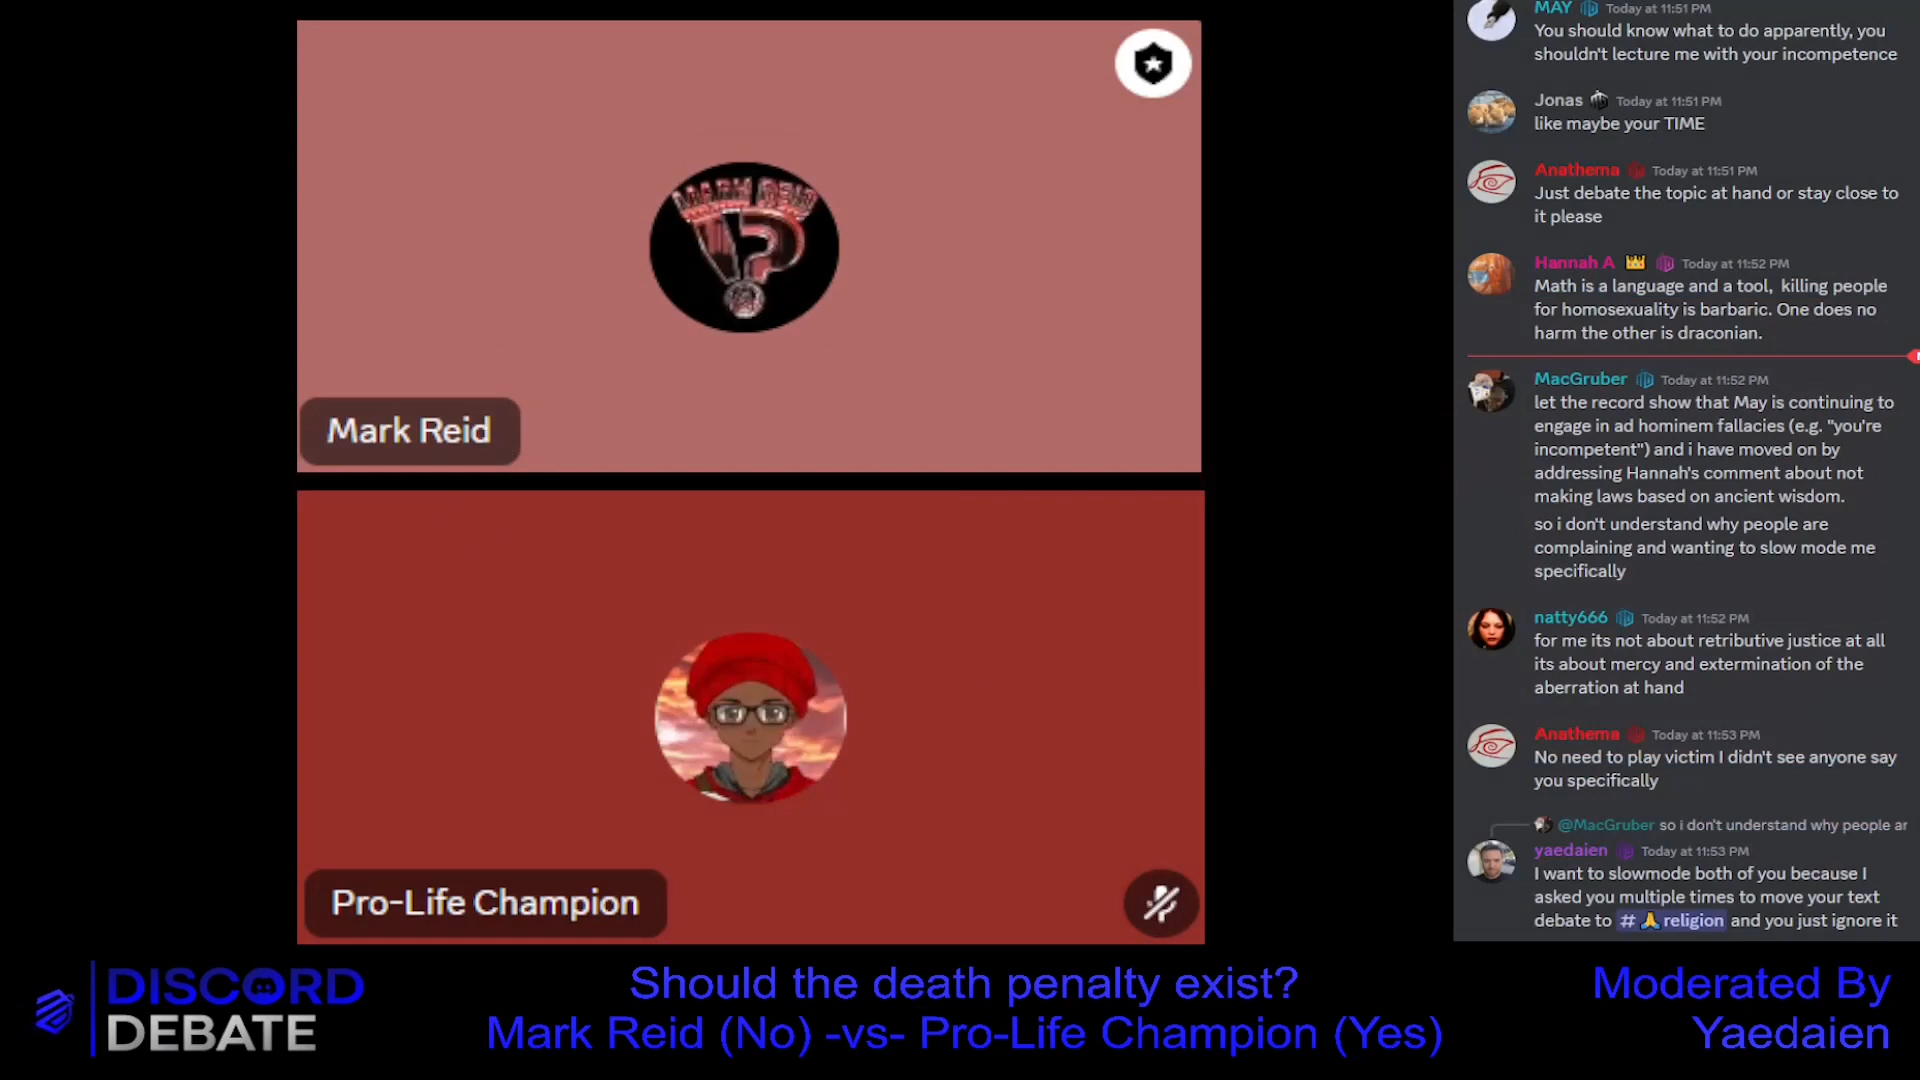 MARK REID
Mark Reid
Pro-Life Champion
MAY Today at 11:51 PM
You should know what to do apparently, you
shouldn't lecture me with your incompetence
Jonas Today at 11:51 PM
like maybe your TIME
Anathema Today at 11:51 PM
Just debate the topic at hand or stay close to
it please
Hannah A Today at 11:52 PM
Math is a language and a tool, killing people
for homosexuality is barbaric. One does no
harm the other is draconian.
MacGruber Today at 11:52 PM
let the record show that May is continuing to
engage in ad hominem fallacies (e.g. "you're
incompetent") and i have moved on by
addressing Hannah's comment about not
making laws based on ancient wisdom.
so i don't understand why people are
complaining and wanting to slow mode me
specifically
natty666 Today at 11:52 PM
for me its not about retributive justice at all
its about mercy and extermination of the
aberration at hand
Anathema Today at 11:53 PM
No need to play victim I didn't see anyone say
you specifically
@MacGruber so i don't understand why people ar
yaedaien Today at 11:53 PM
I want to slowmode both of you because I
asked you multiple times to move your text
debate to # 🙏 religion and you just ignore it
DISCORD
DEBATE
Should the death penalty exist?
Mark Reid (No) -vs- Pro-Life Champion (Yes)
Moderated By
Yaedaien